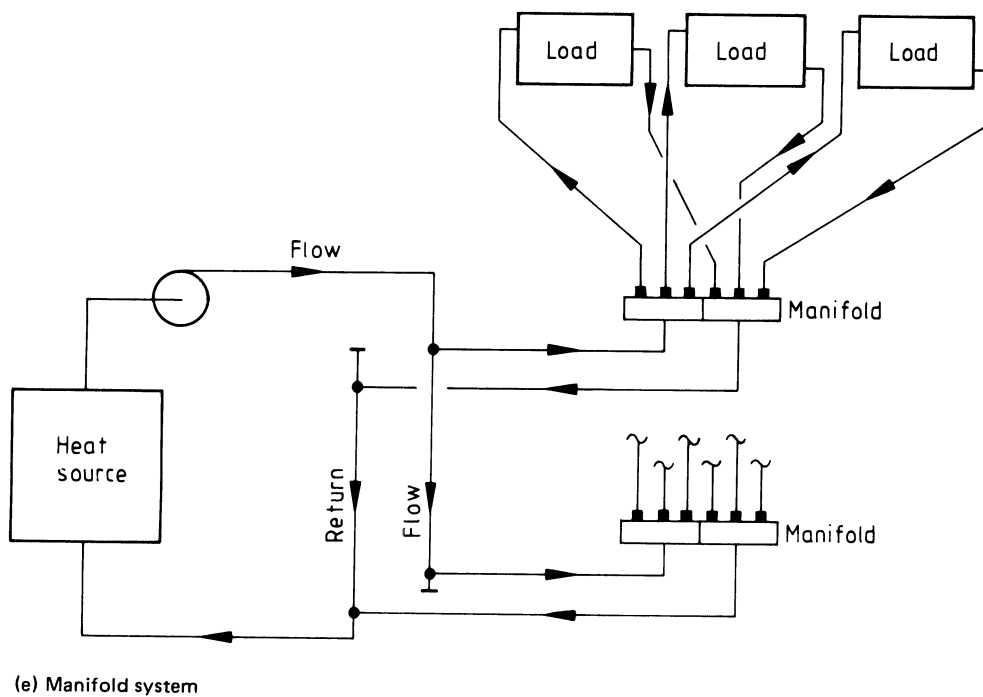 Load
Load
Load
Flow
Manifold
Heat
source
Return
Flow
Manifold
(e) Manifold system